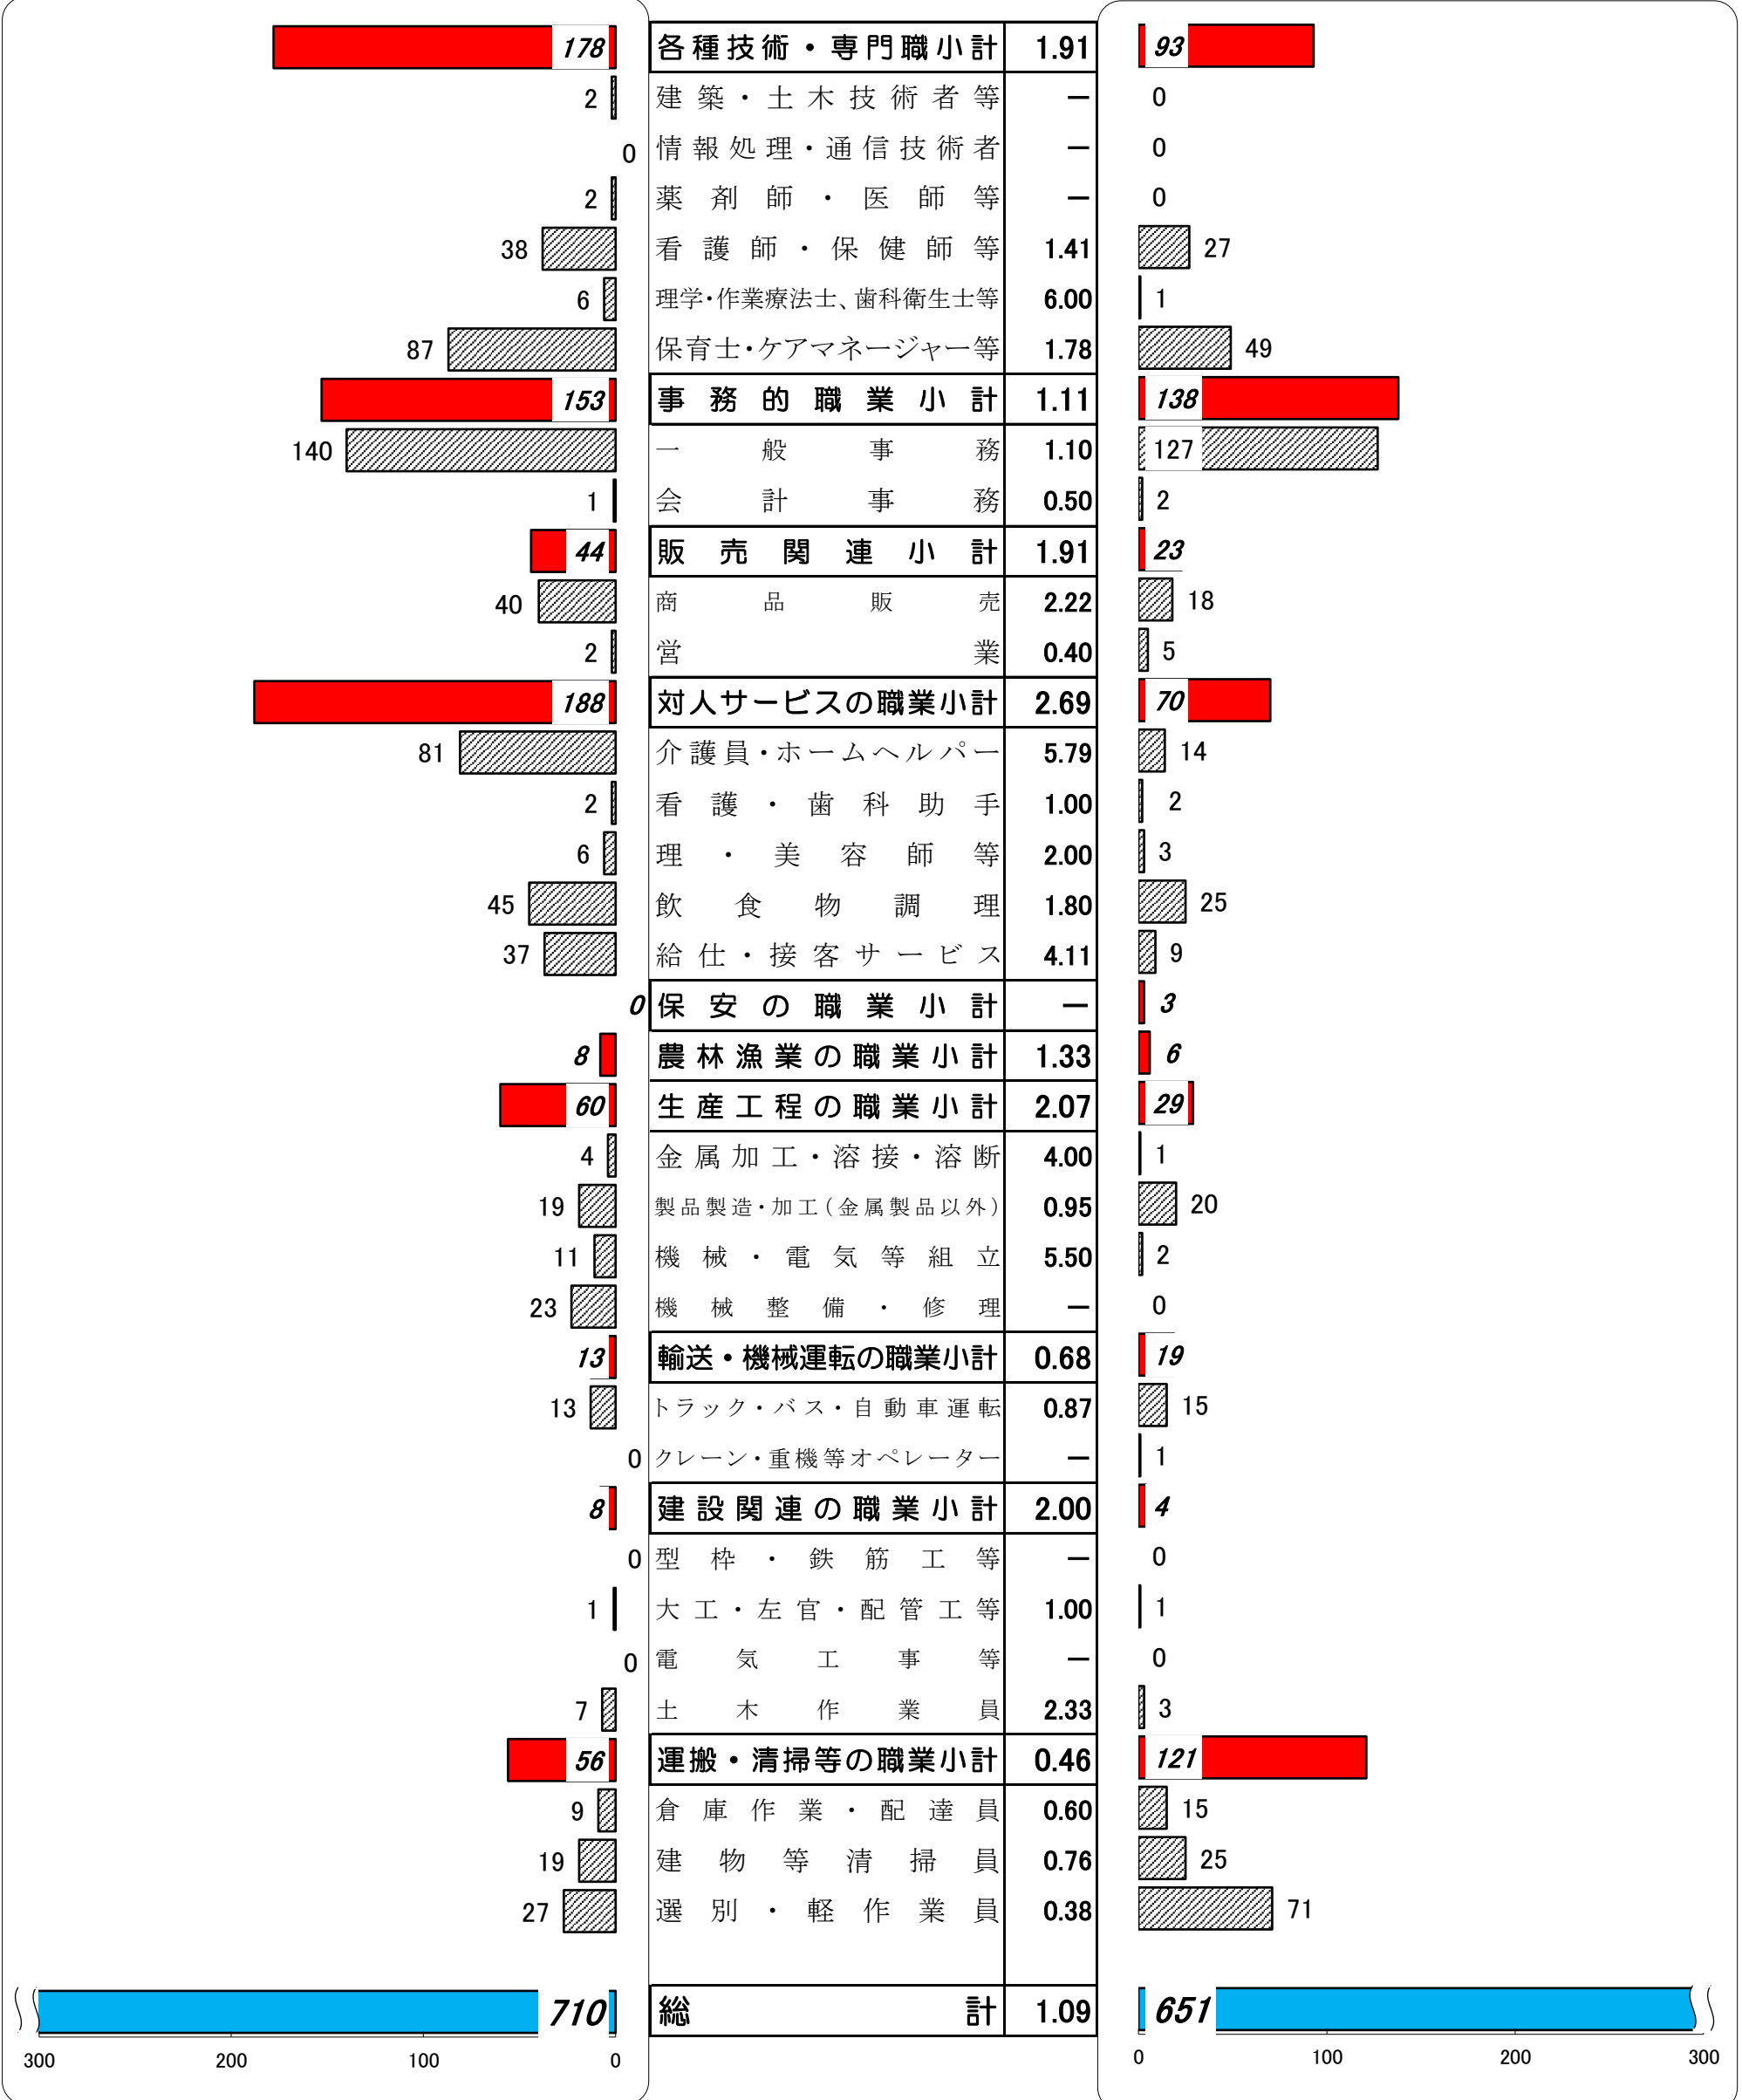 178 各種技術・専門職小計 1.91 93
2 建築・土木技術者等 － 0
0 情報処理・通信技術者 － 0
2 薬剤師・医師等 － 0
38 看護師・保健師等 1.41 27
6 理学・作業療法士、歯科衛生士等 6.00 1
87 保育士・ケアマネージャー等 1.78 49
153 事務的職業小計 1.11 138
140 一般事務 1.10 127
1 会計事務 0.50 2
44 販売関連小計 1.91 23
40 商品販売 2.22 18
2 営業 0.40 5
188 対人サービスの職業小計 2.69 70
81 介護員・ホームヘルパー 5.79 14
2 看護・歯科助手 1.00 2
6 理・美容師等 2.00 3
45 飲食物調理 1.80 25
37 給仕・接客サービス 4.11 9
0 保安の職業小計 － 3
8 農林漁業の職業小計 1.33 6
60 生産工程の職業小計 2.07 29
4 金属加工・溶接・溶断 4.00 1
19 製品製造・加工（金属製品以外） 0.95 20
11 機械・電気等組立 5.50 2
23 機械整備・修理 － 0
13 輸送・機械運転の職業小計 0.68 19
13 トラック・バス・自動車運転 0.87 15
0 クレーン・重機等オペレーター － 1
8 建設関連の職業小計 2.00 4
0 型枠・鉄筋工等 － 0
1 大工・左官・配管工等 1.00 1
0 電気工事等 － 0
7 土木作業員 2.33 3
56 運搬・清掃等の職業小計 0.46 121
9 倉庫作業・配達員 0.60 15
19 建物等清掃員 0.76 25
27 選別・軽作業員 0.38 71
710 総計 1.09 651
300 200 100 0 0 100 200 300